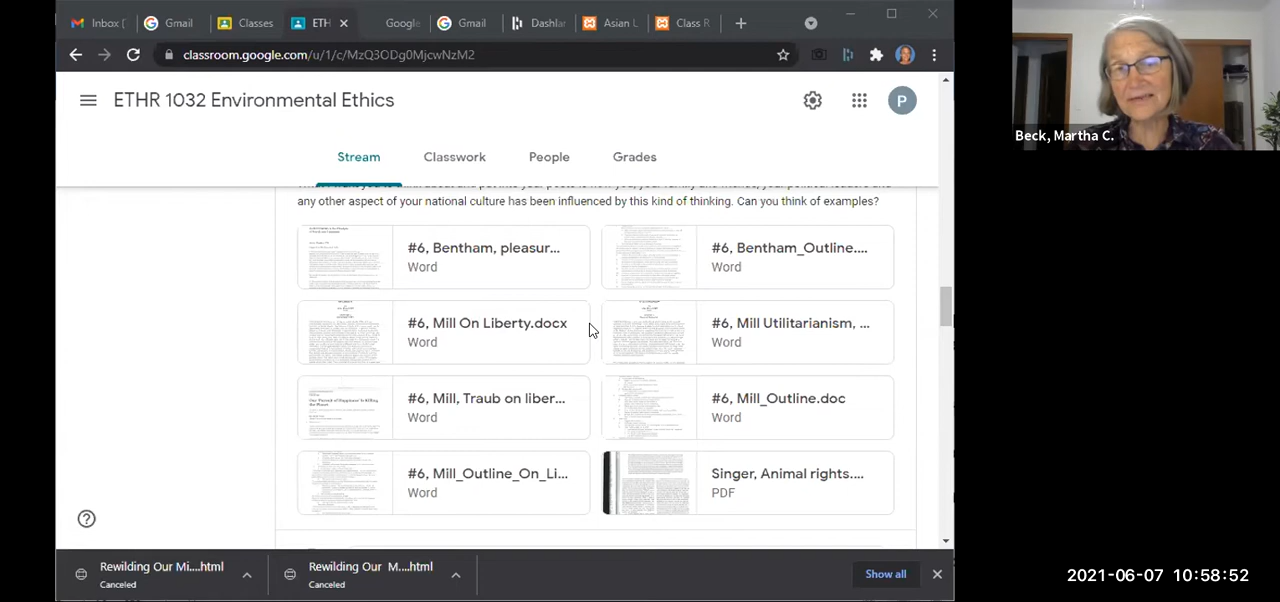 Inbox (
Gmail
Classes
ETH
Google
Gmail
Dashlan
Asian L
Class R
classroom.google.com/u/1/c/MzQ3ODg0MjcwNzM2
ETHR 1032 Environmental Ethics
P
Stream
Classwork
People
Grades
any other aspect of your national culture has been influenced by this kind of thinking. Can you think of examples?
#6, Bentham, pleasur...
Word
#6, Bentham_Outline....
Word
#6, Mill On Liberty.docx
Word
#6, Mill Utilitarianism, ...
Word
#6, Mill, Traub on liber...
Word
#6, Mill_Outline.doc
Word
#6, Mill_Outline_On_Li...
Word
Singer, Animal rights....
PDF
Rewilding Our Mi....html
Canceled
Rewilding Our M....html
Canceled
Show all
Beck, Martha C.
2021-06-07 10:58:52